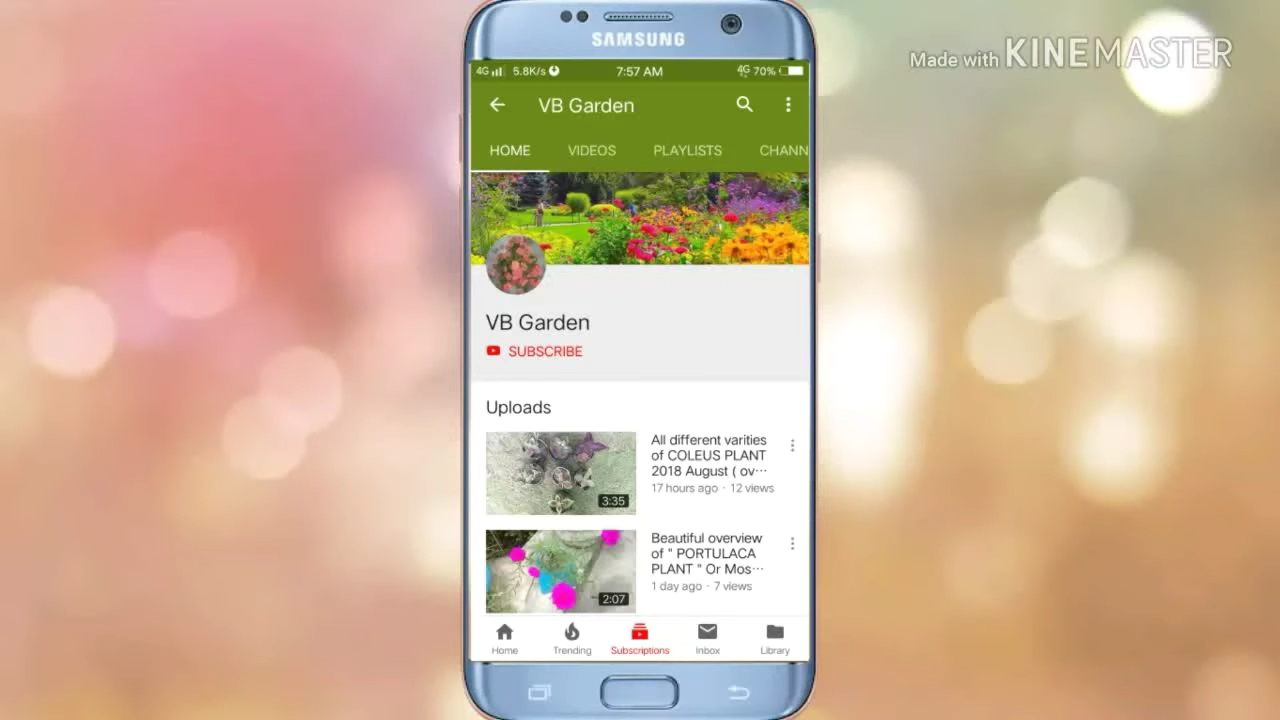 Made with KINEMASTER
SAMSUNG
4G 5.8K/s 7:57 AM 4G 70%
VB Garden
HOME VIDEOS PLAYLISTS CHANN
VB Garden
SUBSCRIBE
Uploads
All different varities
of COLEUS PLANT
2018 August ( ov···
17 hours ago · 12 views
3:35
Beautiful overview
of " PORTULACA
PLANT " Or Mos···
1 day ago · 7 views
2:07
Home Trending Subscriptions Inbox Library